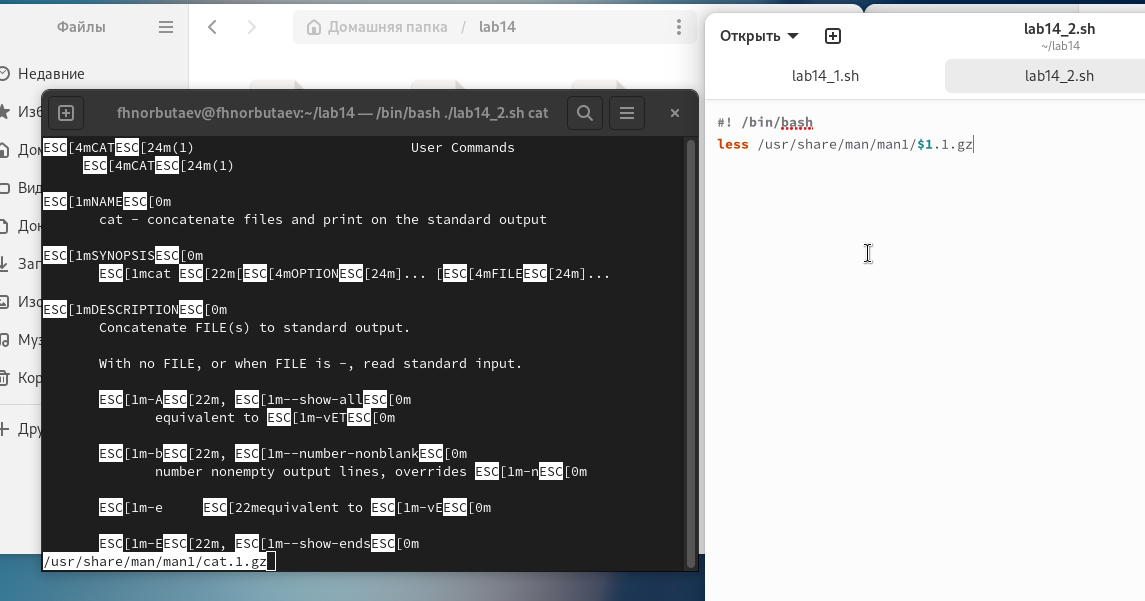 Файлы
Домашняя папка / lab14
Недавние
Изб
Дом
Вид
Док
Заг
Изо
Муз
Кор
Дру
fhnorbutaev@fhnorbutaev:~/lab14 — /bin/bash ./lab14_2.sh cat
ESC[4mCATESC[24m(1) User Commands
ESC[4mCATESC[24m(1)
ESC[1mNAMEESC[0m
cat - concatenate files and print on the standard output
ESC[1mSYNOPSISESC[0m
ESC[1mcat ESC[22m[ESC[4mOPTIONESC[24m]... [ESC[4mFILEESC[24m]...
ESC[1mDESCRIPTIONESC[0m
Concatenate FILE(s) to standard output.
With no FILE, or when FILE is -, read standard input.
ESC[1m-AESC[22m, ESC[1m--show-allESC[0m
equivalent to ESC[1m-vETESC[0m
ESC[1m-bESC[22m, ESC[1m--number-nonblankESC[0m
number nonempty output lines, overrides ESC[1m-nESC[0m
ESC[1m-e ESC[22mequivalent to ESC[1m-vEESC[0m
ESC[1m-EESC[22m, ESC[1m--show-endsESC[0m
/usr/share/man/man1/cat.1.gz
Открыть
lab14_2.sh
~/lab14
lab14_1.sh
lab14_2.sh
#! /bin/bash
less /usr/share/man/man1/$1.1.gz